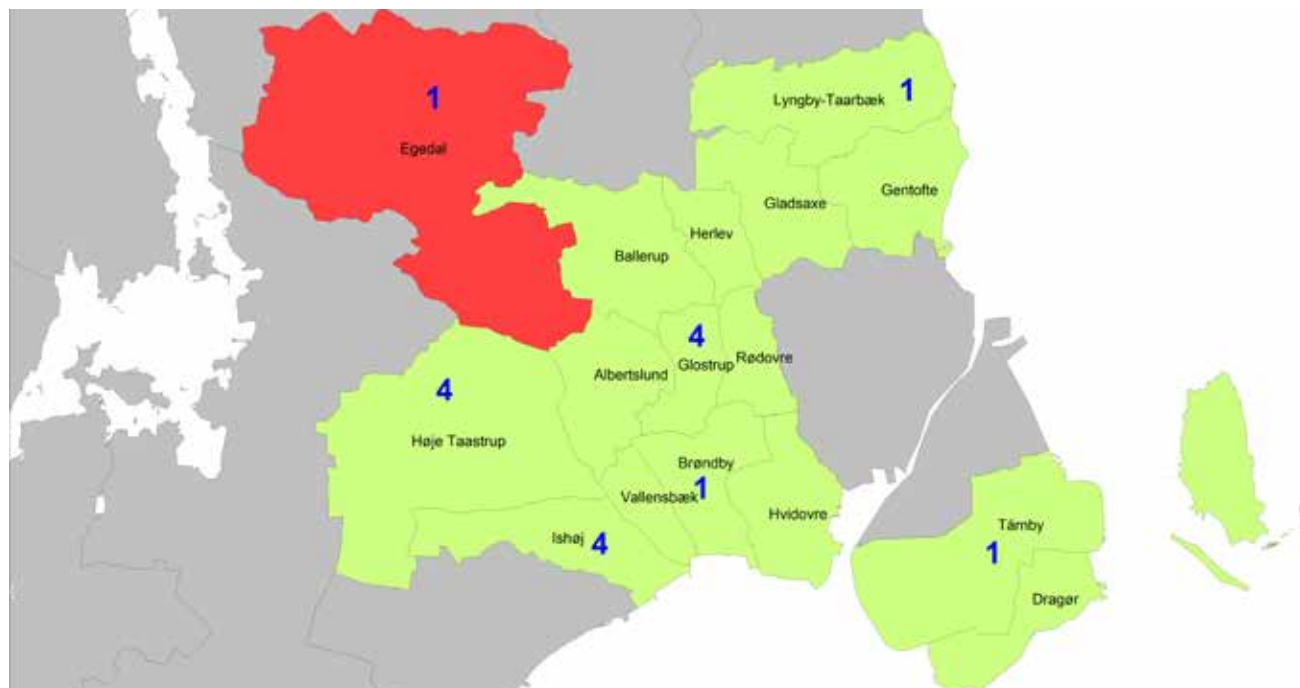 1
Lyngby-Taarbæk 1
Egedal
Gentofte
Gladsaxe
Herlev
Ballerup
4
Rødovre
Glostrup
Albertslund
4
Høje Taastrup
Brøndby
1
Vallensbæk
Hvidovre
Tårnby
Ishøj 4
1
Dragør